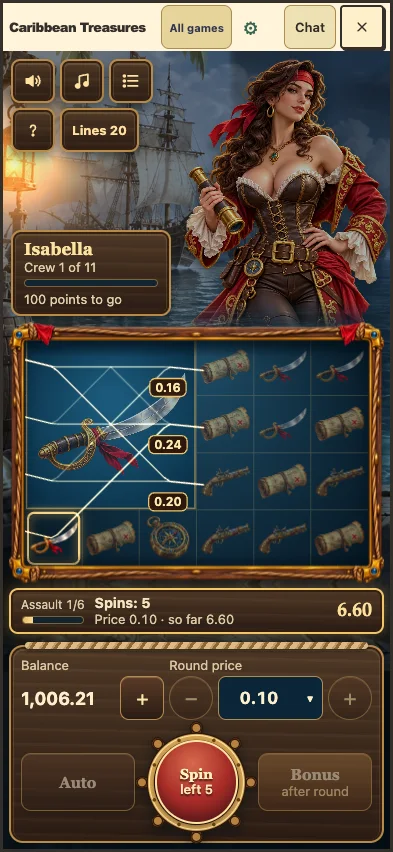 Caribbean Treasures
All games
Chat
×
?
Lines 20
Isabella
Crew 1 of 11
100 points to go
0.16
0.24
0.20
Assault 1/6 Spins: 5
Price 0.10 · so far 6.60
6.60
Balance
Round price
1,006.21
+
−
0.10
▾
+
Auto
Spin
left 5
Bonus
after round